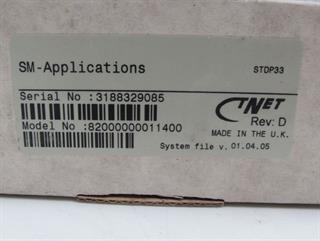 SM-Applications
STDP33
Serial No :3188329085
CTNET
Rev: D
Model No :82000000011400
MADE IN THE U.K.
System file v. 01.04.05